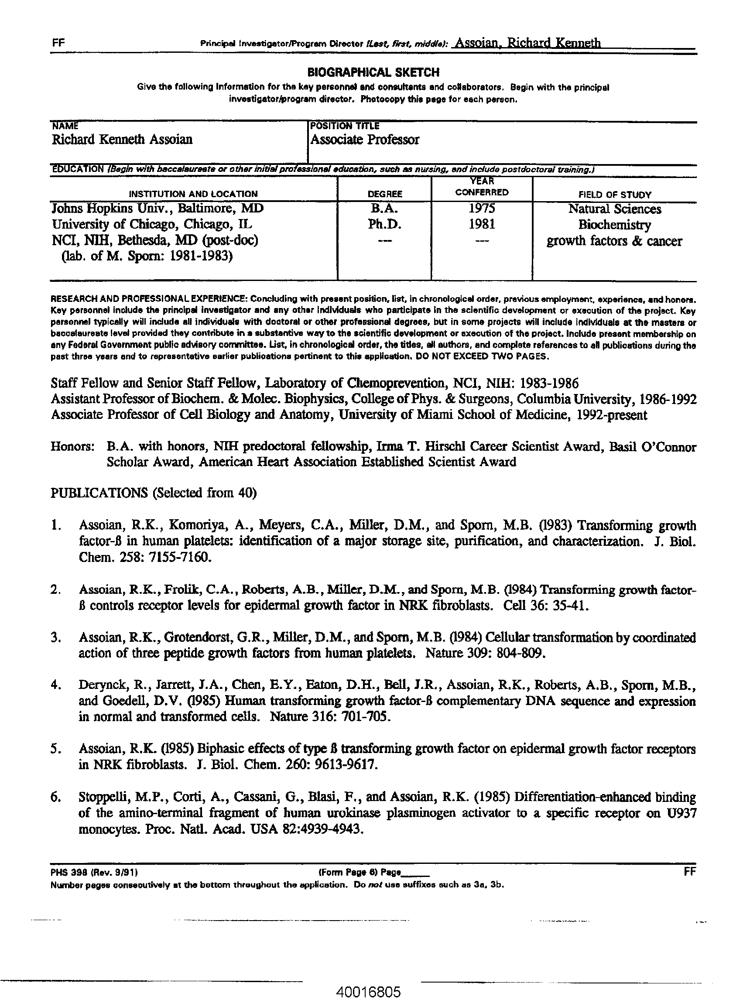 FF Principal Investigator/Program Director (Last, first, middle): Assoian, Richard Kenneth
BIOGRAPHICAL SKETCH
Give the following information for the key personnel and consultants and collaborators. Begin with the principal
investigator/program director. Photocopy this page for each person.
NAME POSITION TITLE
Richard Kenneth Assoian Associate Professor
EDUCATION (Begin with baccalaureate or other initial professional education, such as nursing, and include postdoctoral training.)
INSTITUTION AND LOCATION DEGREE YEAR CONFERRED FIELD OF STUDY
Johns Hopkins Univ., Baltimore, MD B.A. 1975 Natural Sciences
University of Chicago, Chicago, IL Ph.D. 1981 Biochemistry
NCI, NIH, Bethesda, MD (post-doc) --- --- growth factors & cancer
(lab. of M. Sporn: 1981-1983)
RESEARCH AND PROFESSIONAL EXPERIENCE: Concluding with present position, list, in chronological order, previous employment, experience, and honors.
Key personnel include the principal investigator and any other individuals who participate in the scientific development or execution of the project. Key
personnel typically will include all individuals with doctoral or other professional degrees, but in some projects will include individuals at the masters or
baccalaureate level provided they contribute in a substantive way to the scientific development or execution of the project. Include present membership on
any Federal Government public advisory committee. List, in chronological order, the titles, all authors, and complete references to all publications during the
past three years and to representative earlier publications pertinent to this application. DO NOT EXCEED TWO PAGES.
Staff Fellow and Senior Staff Fellow, Laboratory of Chemoprevention, NCI, NIH: 1983-1986
Assistant Professor of Biochem. & Molec. Biophysics, College of Phys. & Surgeons, Columbia University, 1986-1992
Associate Professor of Cell Biology and Anatomy, University of Miami School of Medicine, 1992-present
Honors: B.A. with honors, NIH predoctoral fellowship, Irma T. Hirschl Career Scientist Award, Basil O'Connor
Scholar Award, American Heart Association Established Scientist Award
PUBLICATIONS (Selected from 40)
1. Assoian, R.K., Komoriya, A., Meyers, C.A., Miller, D.M., and Sporn, M.B. (1983) Transforming growth
factor-ß in human platelets: identification of a major storage site, purification, and characterization. J. Biol.
Chem. 258: 7155-7160.
2. Assoian, R.K., Frolik, C.A., Roberts, A.B., Miller, D.M., and Sporn, M.B. (1984) Transforming growth factor-
ß controls receptor levels for epidermal growth factor in NRK fibroblasts. Cell 36: 35-41.
3. Assoian, R.K., Grotendorst, G.R., Miller, D.M., and Sporn, M.B. (1984) Cellular transformation by coordinated
action of three peptide growth factors from human platelets. Nature 309: 804-809.
4. Derynck, R., Jarrett, J.A., Chen, E.Y., Eaton, D.H., Bell, J.R., Assoian, R.K., Roberts, A.B., Sporn, M.B.,
and Goedell, D.V. (1985) Human transforming growth factor-ß complementary DNA sequence and expression
in normal and transformed cells. Nature 316: 701-705.
5. Assoian, R.K. (1985) Biphasic effects of type ß transforming growth factor on epidermal growth factor receptors
in NRK fibroblasts. J. Biol. Chem. 260: 9613-9617.
6. Stoppelli, M.P., Corti, A., Cassani, G., Blasi, F., and Assoian, R.K. (1985) Differentiation-enhanced binding
of the amino-terminal fragment of human urokinase plasminogen activator to a specific receptor on U937
monocytes. Proc. Natl. Acad. USA 82:4939-4943.
PHS 398 (Rev. 9/91) (Form Page 6) Page_____ FF
Number pages consecutively at the bottom throughout the application. Do not use suffixes such as 3a, 3b.
40016805